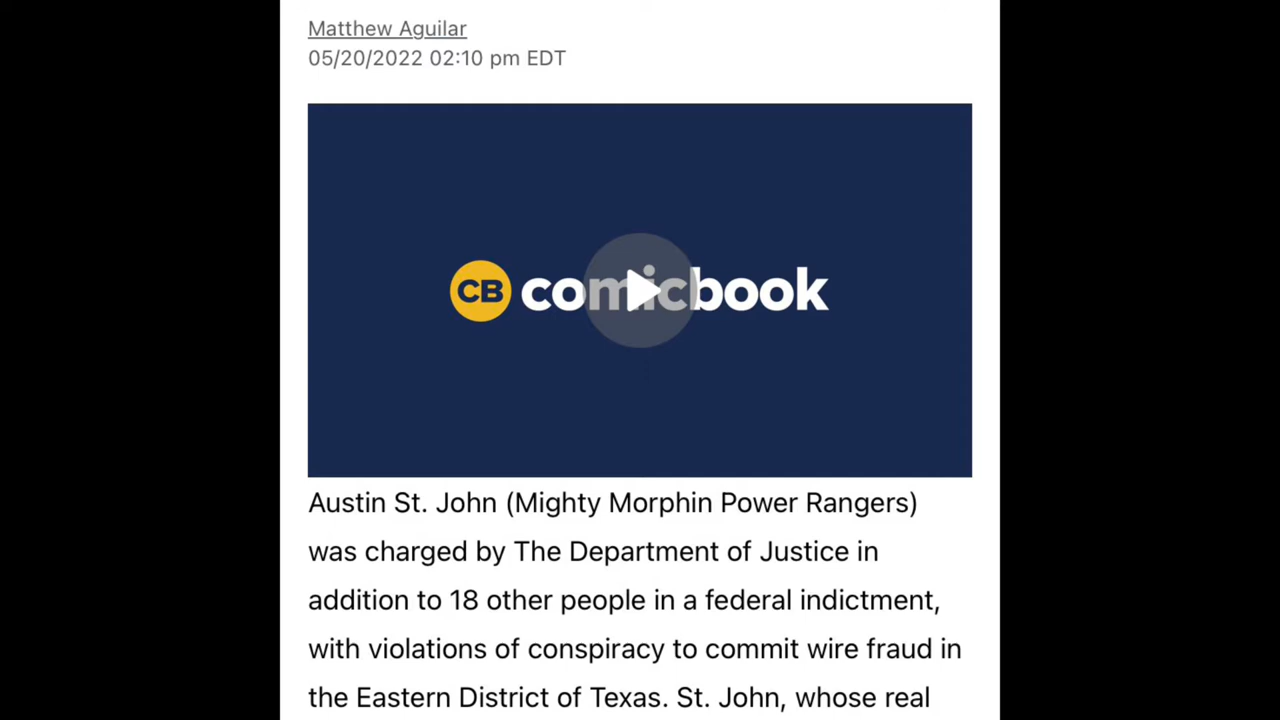 Matthew Aguilar
05/20/2022 02:10 pm EDT
CB comicbook
Austin St. John (Mighty Morphin Power Rangers)
was charged by The Department of Justice in
addition to 18 other people in a federal indictment,
with violations of conspiracy to commit wire fraud in
the Eastern District of Texas. St. John, whose real